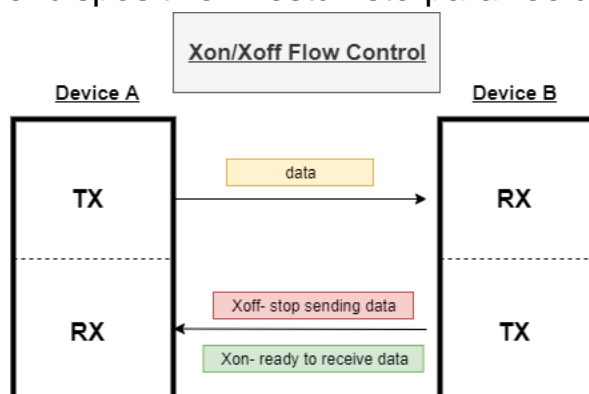 Xon/Xoff Flow Control
Device A
Device B
TX
data
RX
RX
Xoff- stop sending data
TX
Xon- ready to receive data